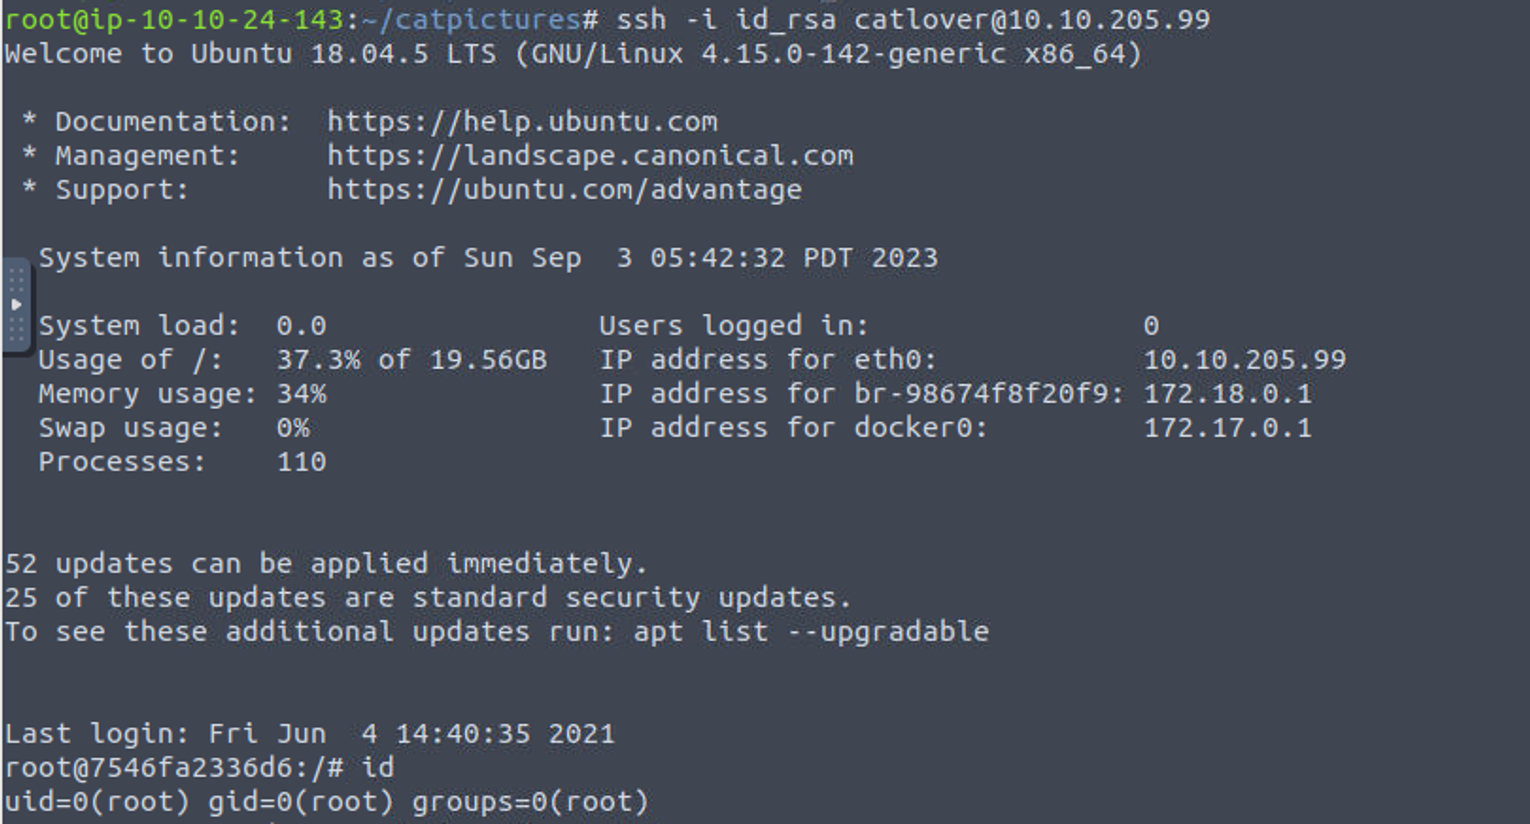 root@ip-10-10-24-143:~/catpictures# ssh -i id_rsa catlover@10.10.205.99
Welcome to Ubuntu 18.04.5 LTS (GNU/Linux 4.15.0-142-generic x86_64)
* Documentation:  https://help.ubuntu.com
* Management:     https://landscape.canonical.com
* Support:        https://ubuntu.com/advantage
System information as of Sun Sep  3 05:42:32 PDT 2023
System load:  0.0                Users logged in:                0
Usage of /:   37.3% of 19.56GB   IP address for eth0:            10.10.205.99
Memory usage: 34%                IP address for br-98674f8f20f9: 172.18.0.1
Swap usage:   0%                 IP address for docker0:         172.17.0.1
Processes:    110
52 updates can be applied immediately.
25 of these updates are standard security updates.
To see these additional updates run: apt list --upgradable
Last login: Fri Jun  4 14:40:35 2021
root@7546fa2336d6:/# id
uid=0(root) gid=0(root) groups=0(root)